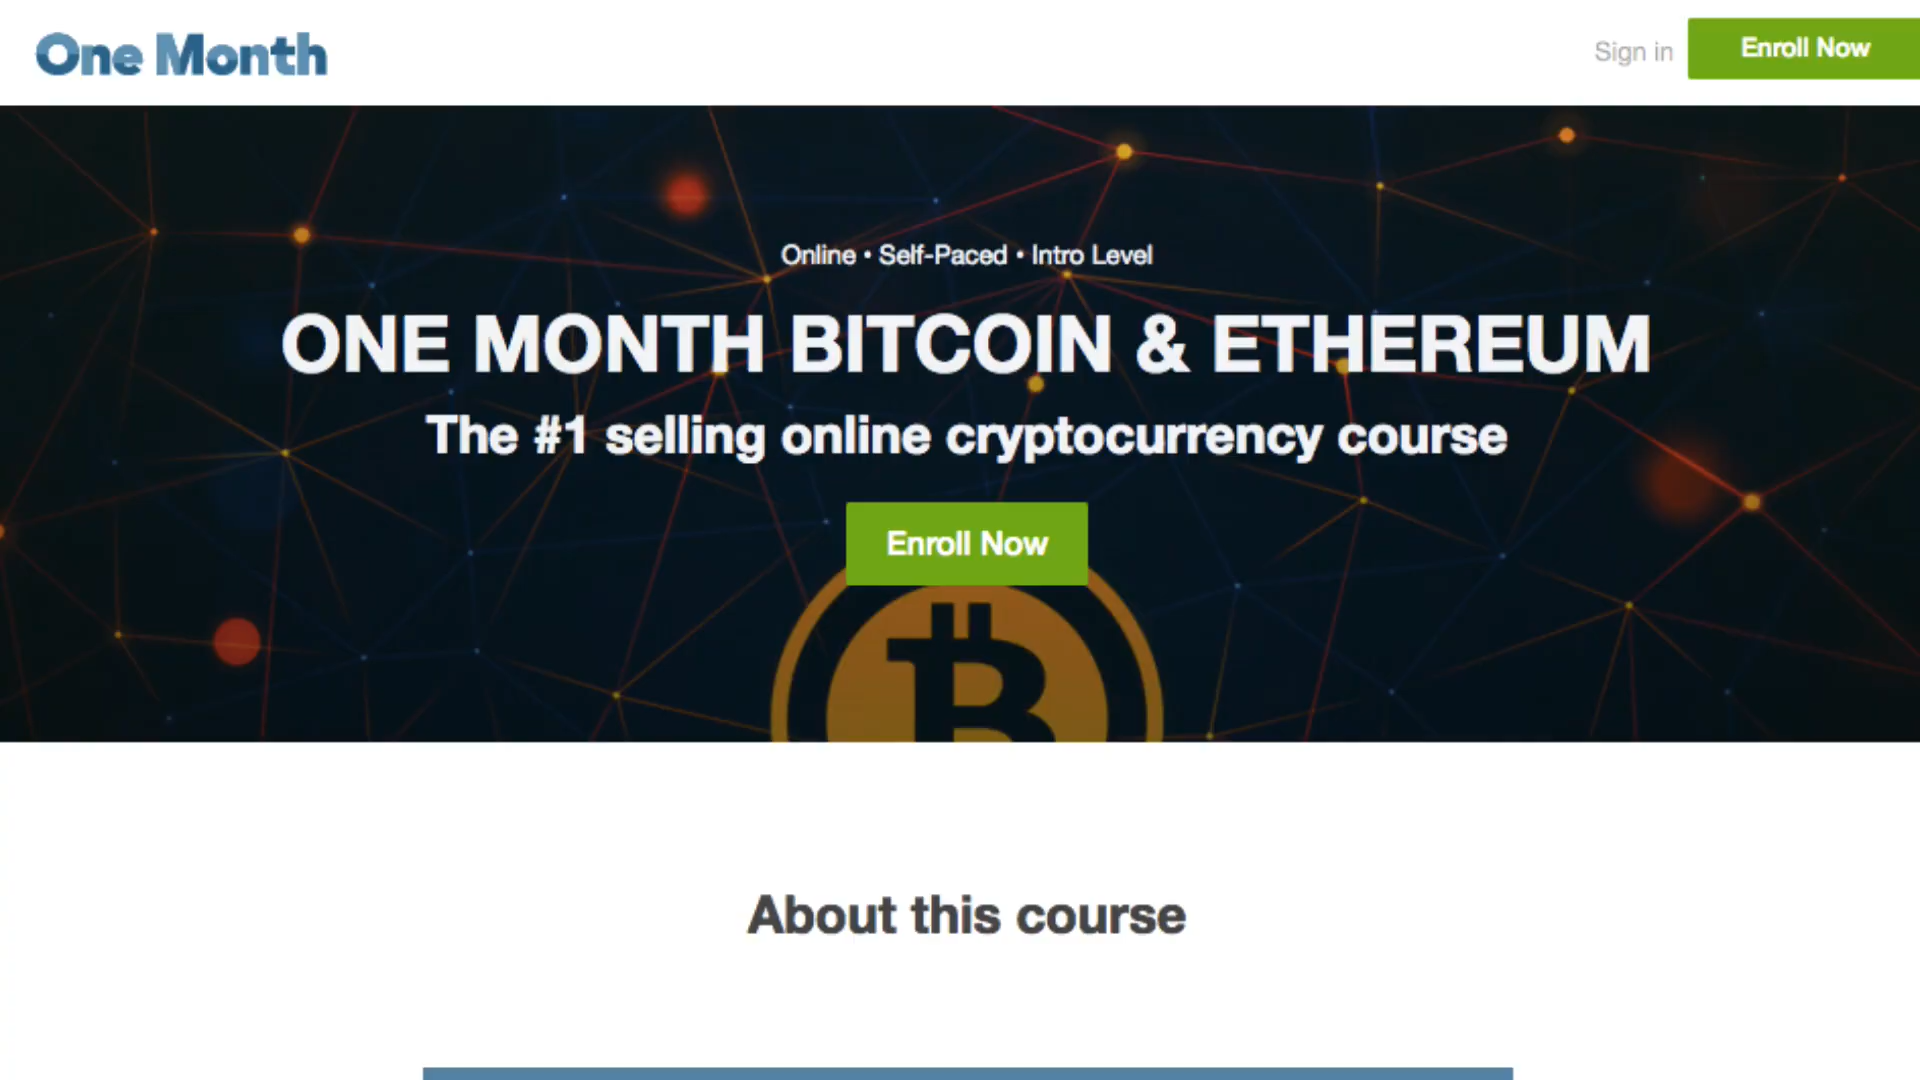 One Month
Sign in
Enroll Now
Online • Self-Paced • Intro Level
ONE MONTH BITCOIN & ETHEREUM
The #1 selling online cryptocurrency course
Enroll Now
About this course